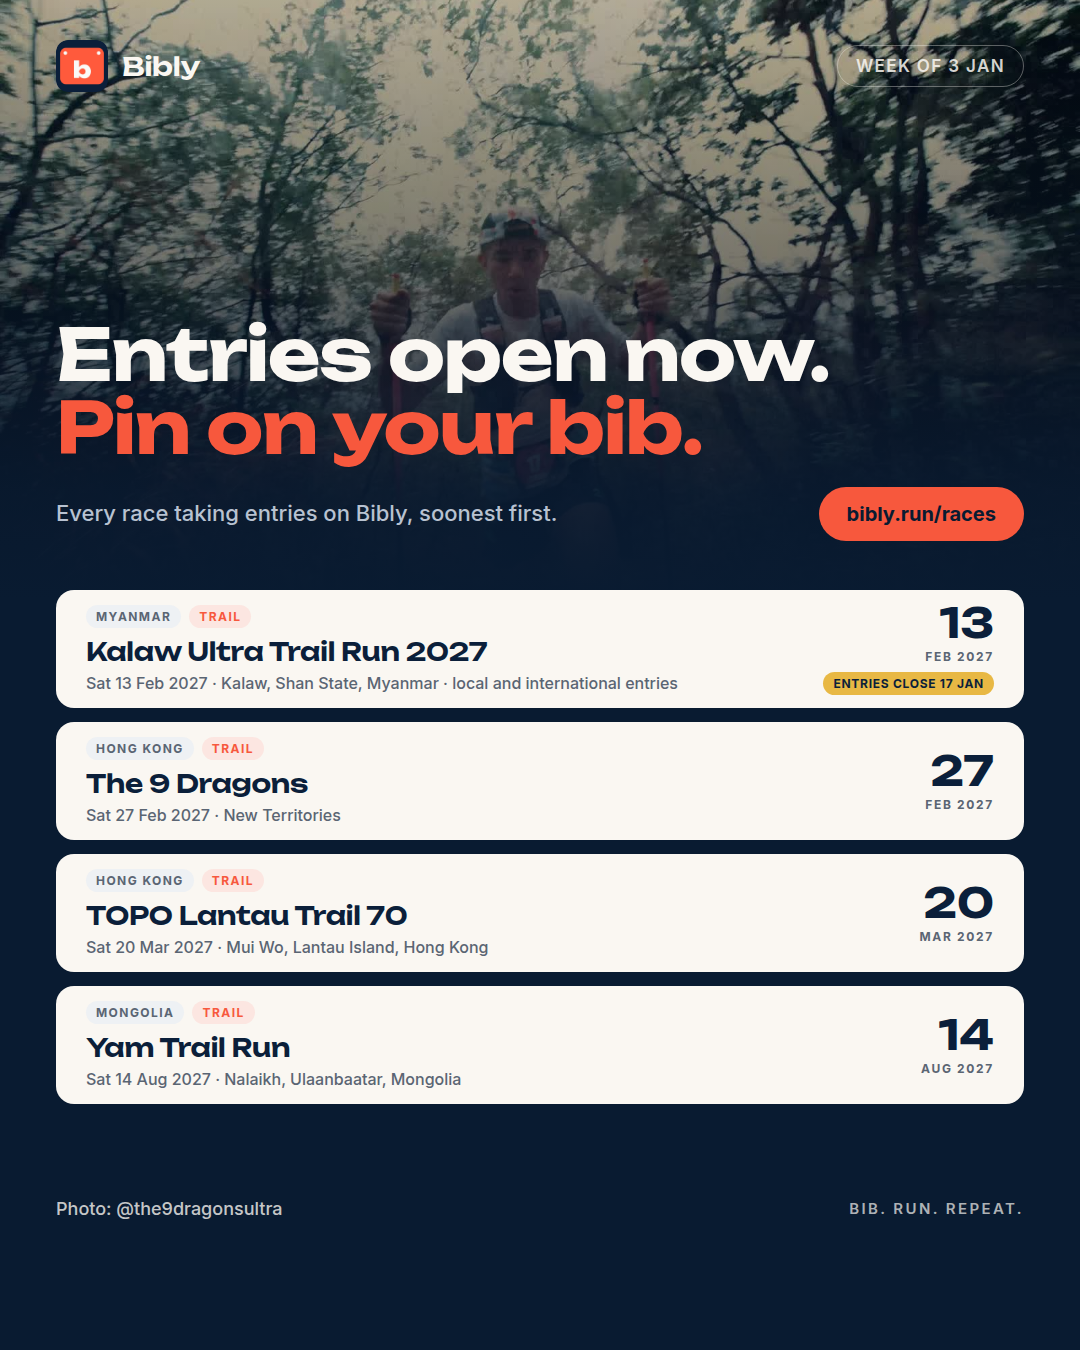 b Bibly
WEEK OF 3 JAN
Entries open now.
Pin on your bib.
Every race taking entries on Bibly, soonest first.
bibly.run/races
MYANMAR TRAIL
Kalaw Ultra Trail Run 2027
Sat 13 Feb 2027 · Kalaw, Shan State, Myanmar · local and international entries
13
FEB 2027
ENTRIES CLOSE 17 JAN
HONG KONG TRAIL
The 9 Dragons
Sat 27 Feb 2027 · New Territories
27
FEB 2027
HONG KONG TRAIL
TOPO Lantau Trail 70
Sat 20 Mar 2027 · Mui Wo, Lantau Island, Hong Kong
20
MAR 2027
MONGOLIA TRAIL
Yam Trail Run
Sat 14 Aug 2027 · Nalaikh, Ulaanbaatar, Mongolia
14
AUG 2027
Photo: @the9dragonsultra
BIB. RUN. REPEAT.